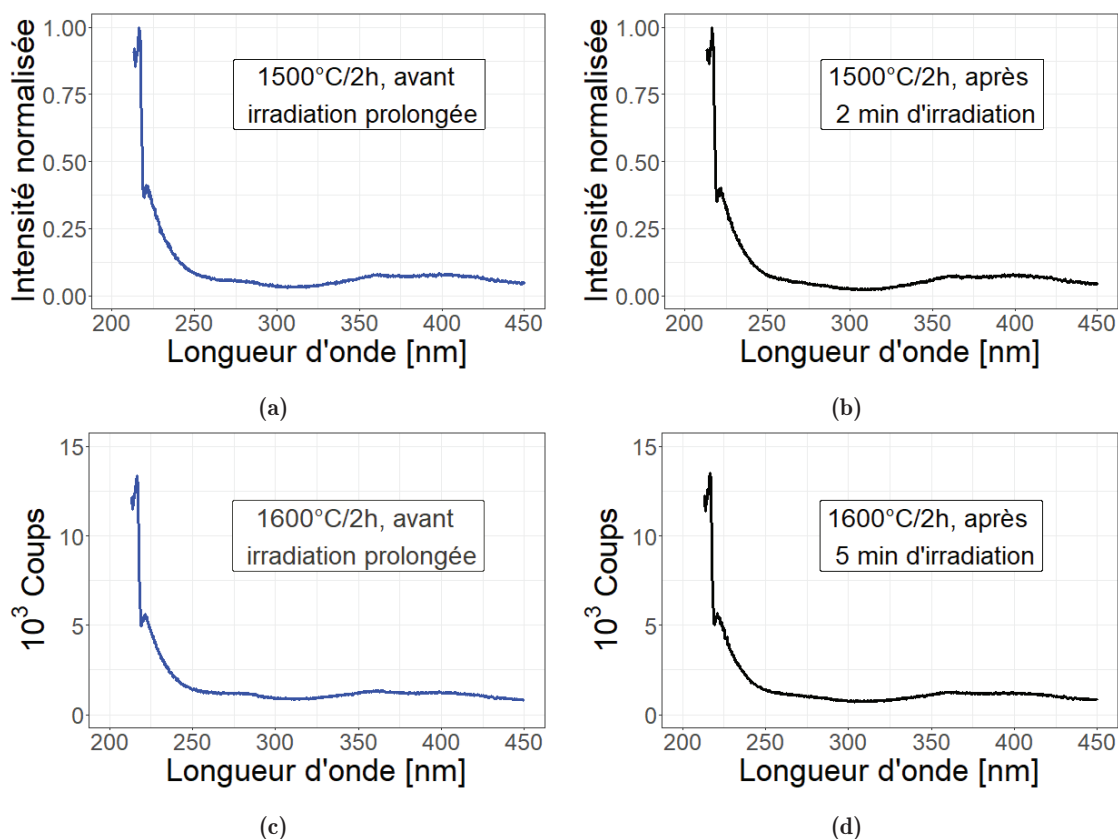 Intensité normalisée
1.00
0.75
0.50
0.25
0.00
1500°C/2h, avant
irradiation prolongée
200 250 300 350 400 450
Longueur d'onde [nm]
(a)
Intensité normalisée
1.00
0.75
0.50
0.25
0.00
1500°C/2h, après
2 min d'irradiation
200 250 300 350 400 450
Longueur d'onde [nm]
(b)
10³ Coups
15
10
5
0
1600°C/2h, avant
irradiation prolongée
200 250 300 350 400 450
Longueur d'onde [nm]
(c)
10³ Coups
15
10
5
0
1600°C/2h, après
5 min d'irradiation
200 250 300 350 400 450
Longueur d'onde [nm]
(d)